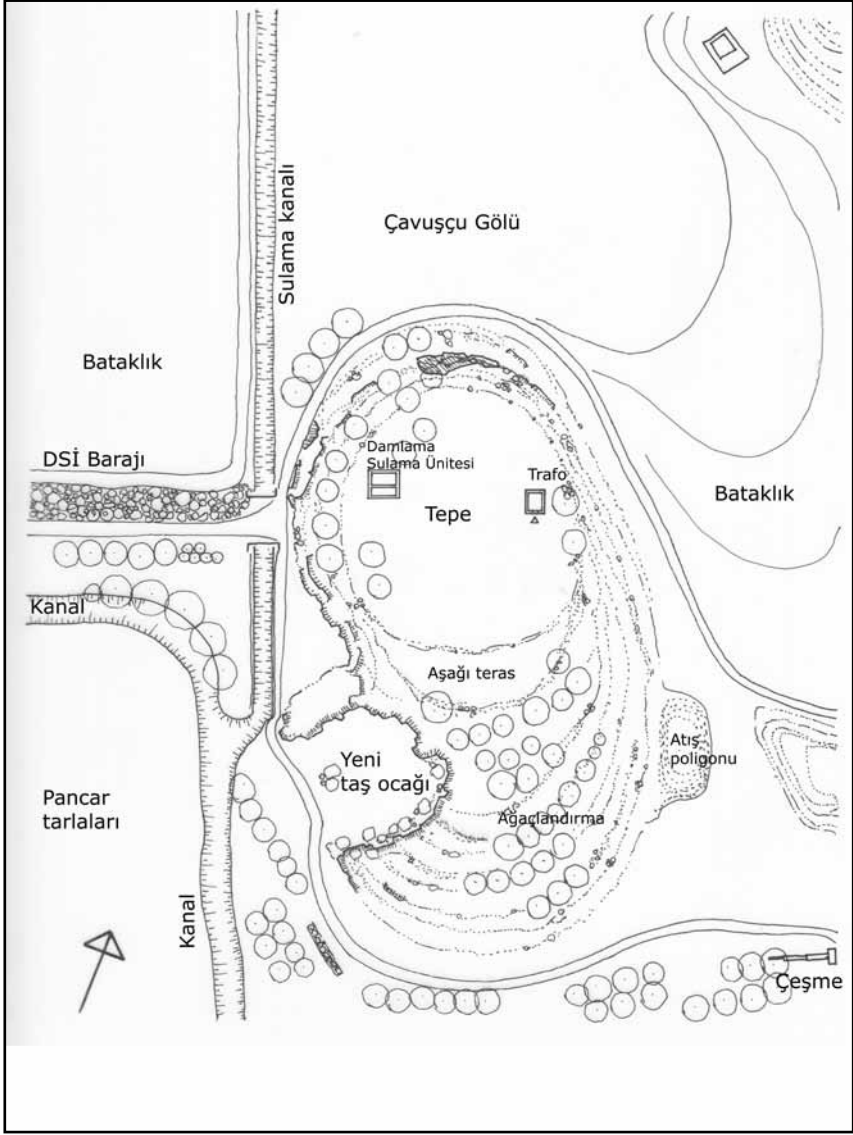 Sulama kanalı
Çavuşçu Gölü
Bataklık
DSİ Barajı
Damlama
Sulama Ünitesi
Trafo
Tepe
Bataklık
Kanal
Aşağı teras
Yeni
taş ocağı
Atış
poligonu
Pancar
tarlaları
Ağaçlandırma
Kanal
Çeşme